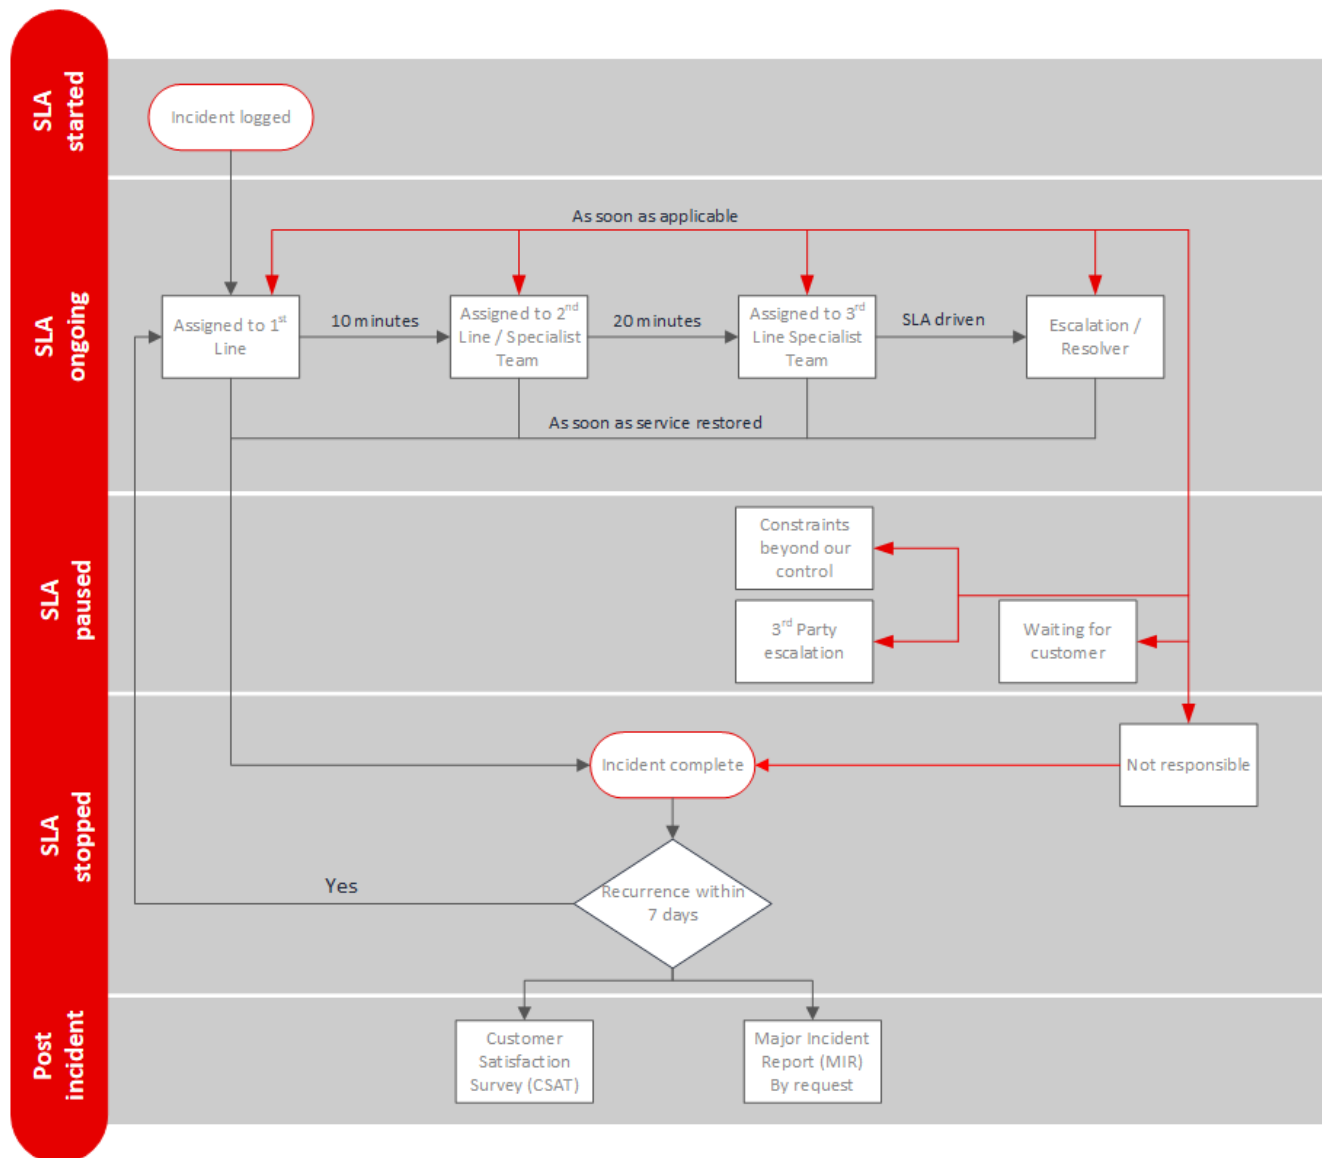 SLA
started
Incident logged
SLA
ongoing
As soon as applicable
Assigned to 1st
Line
10 minutes
Assigned to 2nd
Line / Specialist
Team
20 minutes
Assigned to 3rd
Line Specialist
Team
SLA driven
Escalation /
Resolver
As soon as service restored
SLA
paused
Constraints
beyond our
control
3rd Party
escalation
Waiting for
customer
SLA
stopped
Incident complete
Not responsible
Recurrence within
7 days
Yes
Post
incident
Customer
Satisfaction
Survey (CSAT)
Major Incident
Report (MIR)
By request